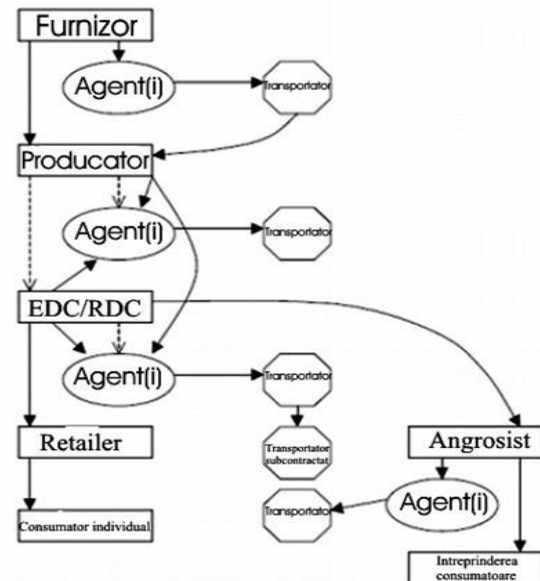 Furnizor
Agent(i)
Transportator
Producator
Agent(i)
Transportator
EDC/RDC
Agent(i)
Transportator
Retailer
Transportator
subcontractat
Angrosist
Agent(i)
Transportator
Consumator individual
Intreprinderea
consumatoare